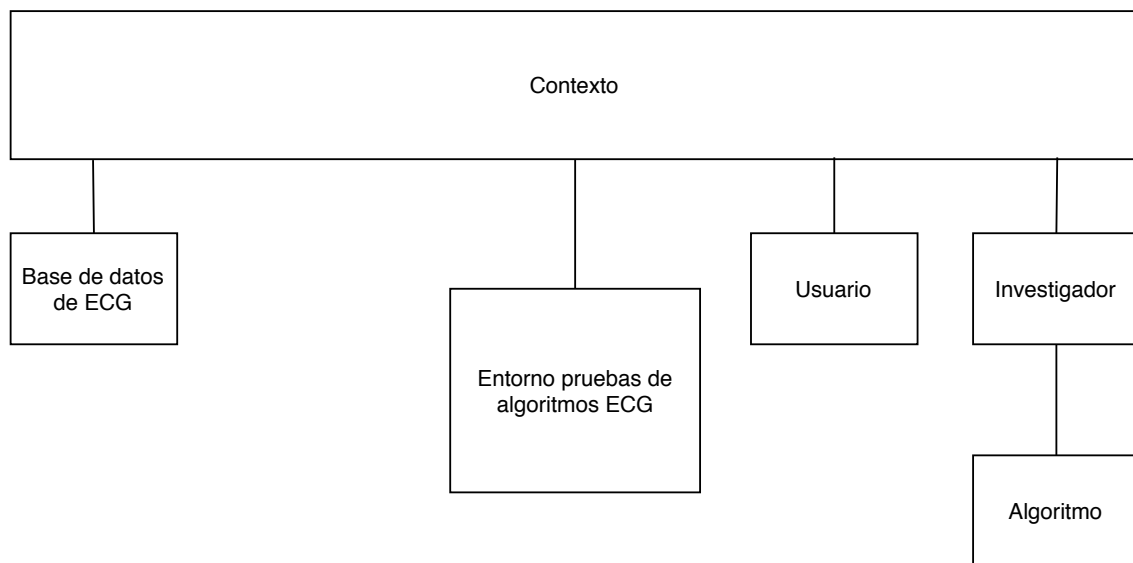 Contexto
Base de datos
de ECG
Usuario
Investigador
Entorno pruebas de
algoritmos ECG
Algoritmo